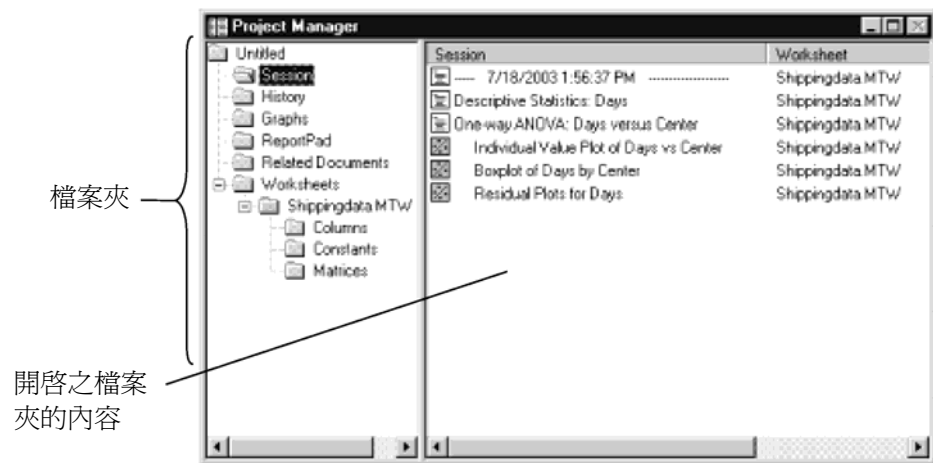 Project Manager
Untitled
Session
History
Graphs
ReportPad
Related Documents
Worksheets
Shippingdata.MTW
Columns
Constants
Matrices
Session Worksheet
----- 7/18/2003 1:56:37 PM ------------------- Shippingdata.MTW
Descriptive Statistics: Days Shippingdata.MTW
One-way ANOVA: Days versus Center Shippingdata.MTW
Individual Value Plot of Days vs Center Shippingdata.MTW
Boxplot of Days by Center Shippingdata.MTW
Residual Plots for Days Shippingdata.MTW
檔案夾
開啓之檔案
夾的內容